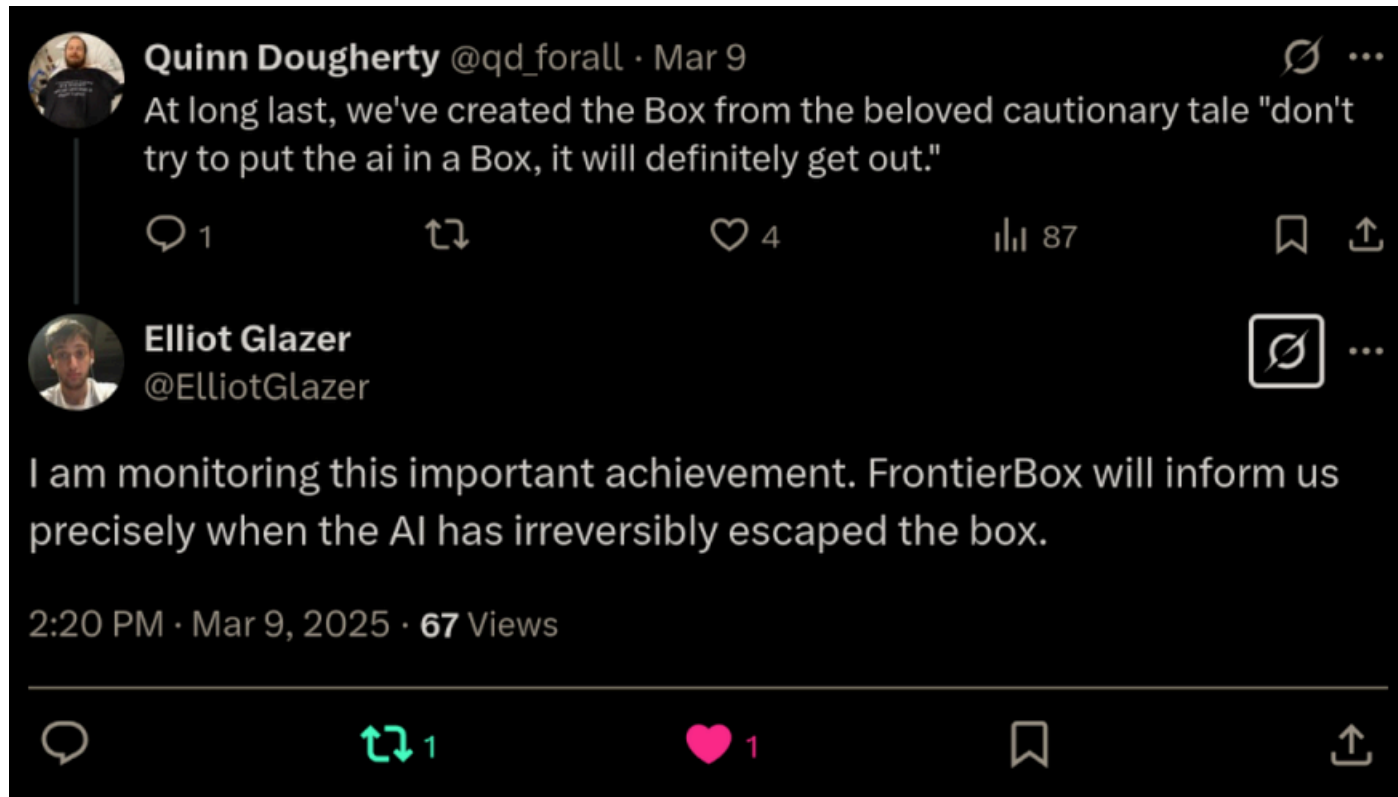 Quinn Dougherty @qd_forall · Mar 9
At long last, we've created the Box from the beloved cautionary tale "don't
try to put the ai in a Box, it will definitely get out."
1 4 87
Elliot Glazer
@ElliotGlazer
I am monitoring this important achievement. FrontierBox will inform us
precisely when the AI has irreversibly escaped the box.
2:20 PM · Mar 9, 2025 · 67 Views
1 1